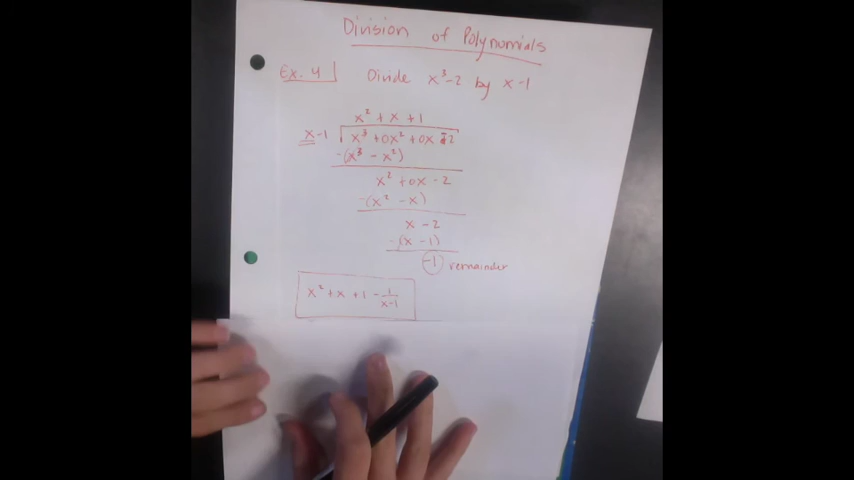 Division of Polynomials
Ex. 4 Divide x³-2 by x-1
x² + x + 1
x-1 x³ + 0x² + 0x - 2
-(x³ - x²)
x² + 0x - 2
-(x² - x)
x - 2
-(x - 1)
-1 remainder
x² + x + 1 - 1/(x-1)